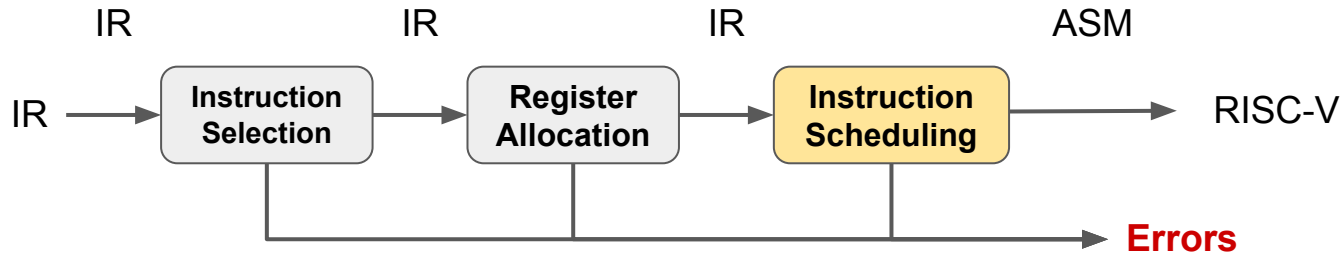 IR
IR
IR
ASM
IR
Instruction
Selection
Register
Allocation
Instruction
Scheduling
RISC-V
Errors